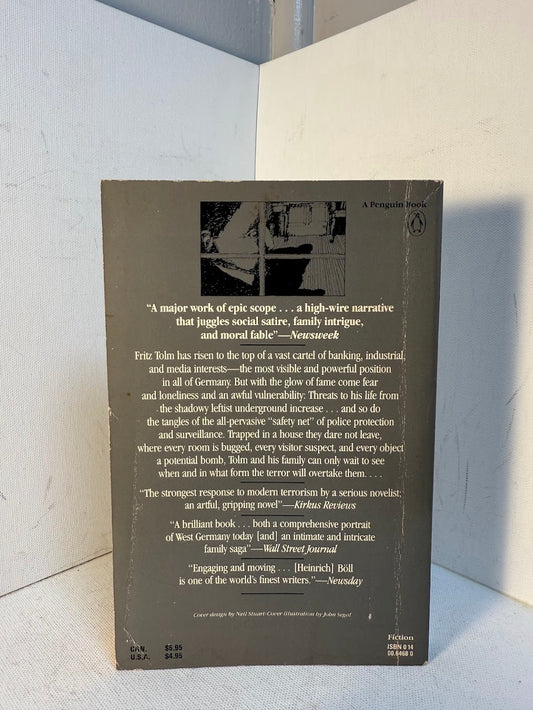 A Penguin Book
“A major work of epic scope . . . a high-wire narrative
that juggles social satire, family intrigue,
and moral fable”—Newsweek
Fritz Tolm has risen to the top of a vast cartel of banking, industrial,
and media interests—the most visible and powerful position
in all of Germany. But with the glow of fame come fear
and loneliness and an awful vulnerability: Threats to his life from
the shadowy leftist underground increase . . . and so do
the tangles of the all-pervasive “safety net” of police protection
and surveillance. Trapped in a house they dare not leave,
where every room is bugged, every visitor suspect, and every object
a potential bomb, Tolm and his family can only wait to see
when and in what form the terror will overtake them. . . .
“The strongest response to modern terrorism by a serious novelist;
an artful, gripping novel”—Kirkus Reviews
“A brilliant book . . . both a comprehensive portrait
of West Germany today [and] an intimate and intricate
family saga”—Wall Street Journal
“Engaging and moving . . . [Heinrich] Böll
is one of the world's finest writers.”—Newsday
Cover design by Neil Stuart·Cover illustration by John Segal
Fiction
CAN. $6.95
U.S.A. $4.95
ISBN 0 14
00.6468 0